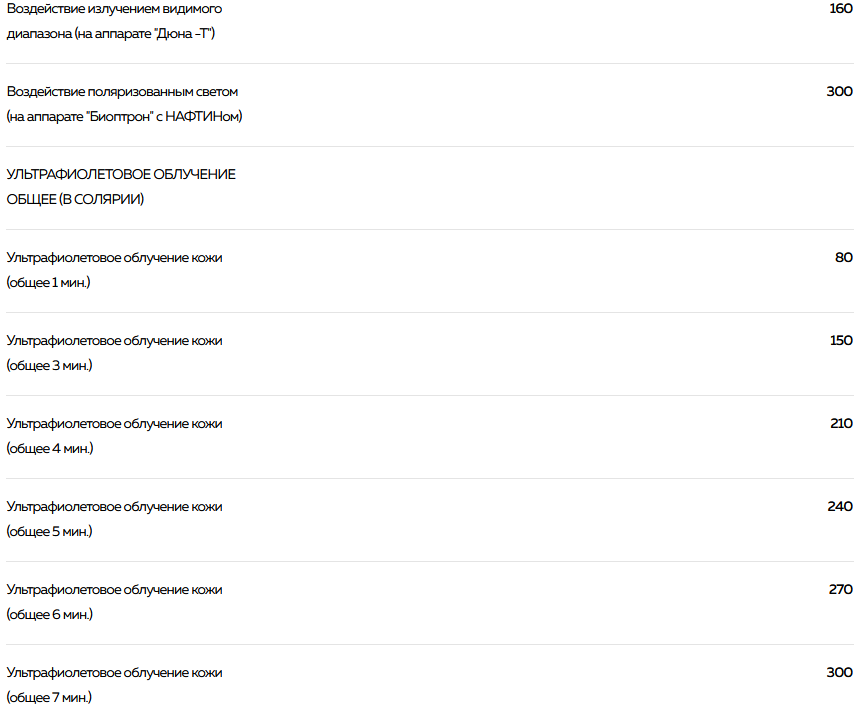 Воздействие излучением видимого 160
диапазона (на аппарате "Дюна -Т")
Воздействие поляризованным светом 300
(на аппарате "Биоптрон" с НАФТИНом)
УЛЬТРАФИОЛЕТОВОЕ ОБЛУЧЕНИЕ
ОБЩЕЕ (В СОЛЯРИИ)
Ультрафиолетовое облучение кожи 80
(общее 1 мин.)
Ультрафиолетовое облучение кожи 150
(общее 3 мин.)
Ультрафиолетовое облучение кожи 210
(общее 4 мин.)
Ультрафиолетовое облучение кожи 240
(общее 5 мин.)
Ультрафиолетовое облучение кожи 270
(общее 6 мин.)
Ультрафиолетовое облучение кожи 300
(общее 7 мин.)